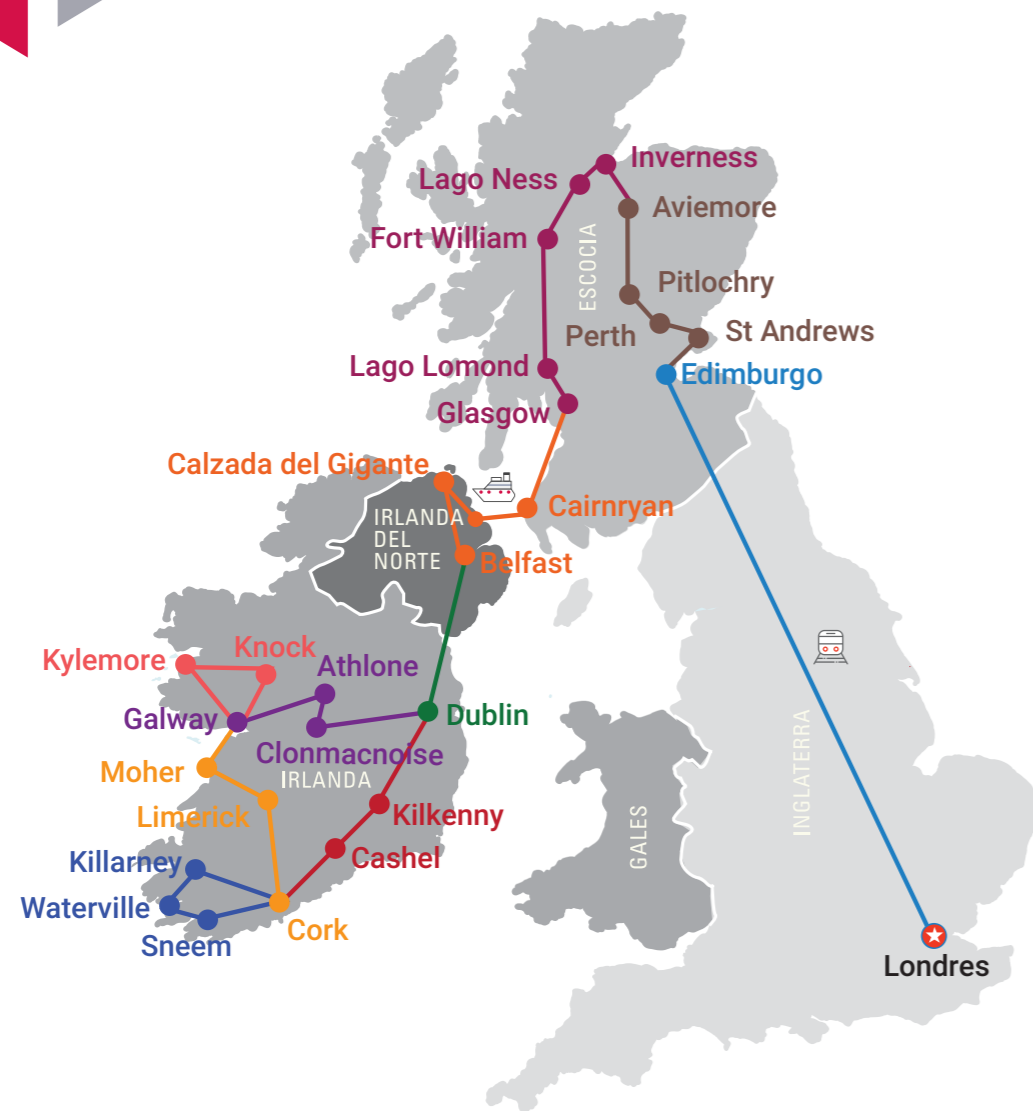 Inverness
Lago Ness
Aviemore
Fort William
ESCOCIA
Pitlochry
Perth
St Andrews
Lago Lomond
Edimburgo
Glasgow
Calzada del Gigante
Cairnryan
IRLANDA
DEL
NORTE
Belfast
Knock
Kylemore
Athlone
Galway
Dublin
Clonmacnoise
Moher
IRLANDA
INGLATERRA
Limerick
Kilkenny
GALES
Killarney
Cashel
Waterville
Cork
Sneem
Londres